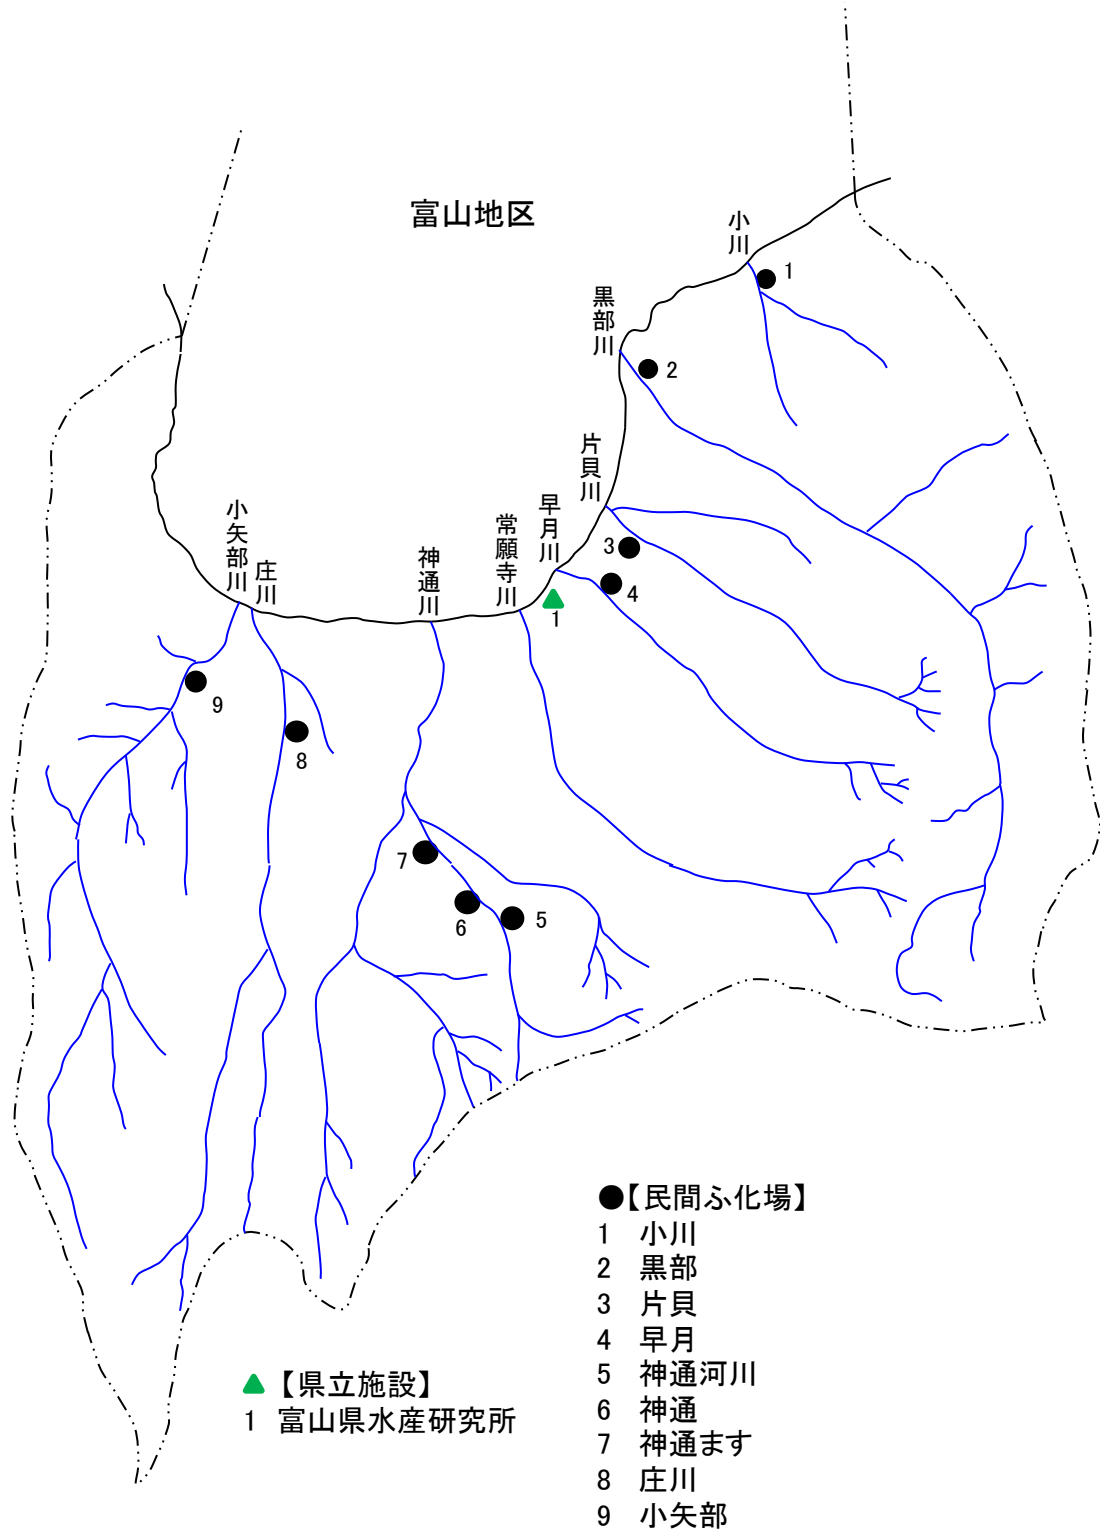 富山地区
小川
1
黒部川
2
片貝川
3
早月川
4
1
常願寺川
神通川
小矢部川
庄川
9
8
7
6
5
●【民間ふ化場】
1 小川
2 黒部
3 片貝
4 早月
5 神通河川
6 神通
7 神通ます
8 庄川
9 小矢部
▲【県立施設】
1 富山県水産研究所